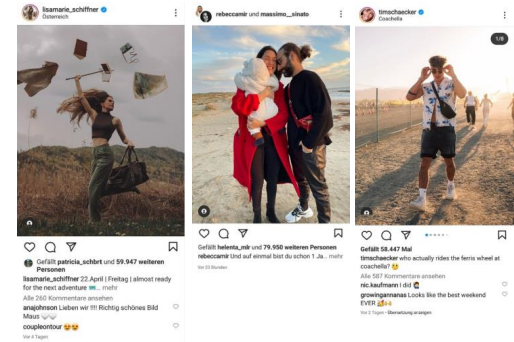 lisamarie_schiffner
Österreich
Gefällt patricia_schbrt und 59.947 weiteren
Personen
lisamarie_schiffner 22.April | Freitag | almost ready
for the next adventure ... mehr
Alle 260 Kommentare ansehen
anajohnson Lieben wir !!!! Richtig schönes Bild
Maus
coupleontour
Vor 4 Tagen
rebeccamir und massimo__sinato
Gefällt helenta_mlr und 79.950 weiteren Personen
rebeccamir Und auf einmal bist du schon 1 Ja... mehr
Vor 22 Stunden
timschaecker
Coachella
1/8
Gefällt 58.447 Mal
timschaecker who actually rides the ferris wheel at
coachella?
Alle 587 Kommentare ansehen
nic.kaufmann I did
growingannanas Looks like the best weekend
EVER
Vor 2 Tagen · Übersetzung anzeigen